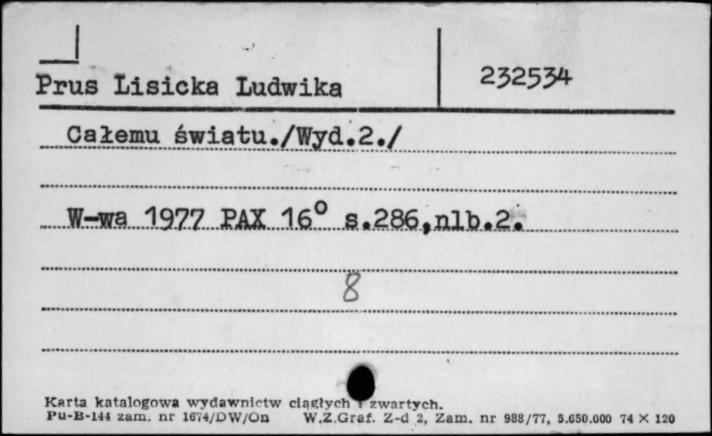 Prus Lisicka Ludwika 232534
Całemu światu./Wyd.2./
W-wa 1977 PAX 16° s.286,nlb.2.
8
Karta katalogowa wydawnictw ciągłych i zwartych.
Pu-B-144 zam. nr 1674/DW/On W.Z.Graf. Z-d 2, Zam. nr 988/77, 5.650.000 74 × 120